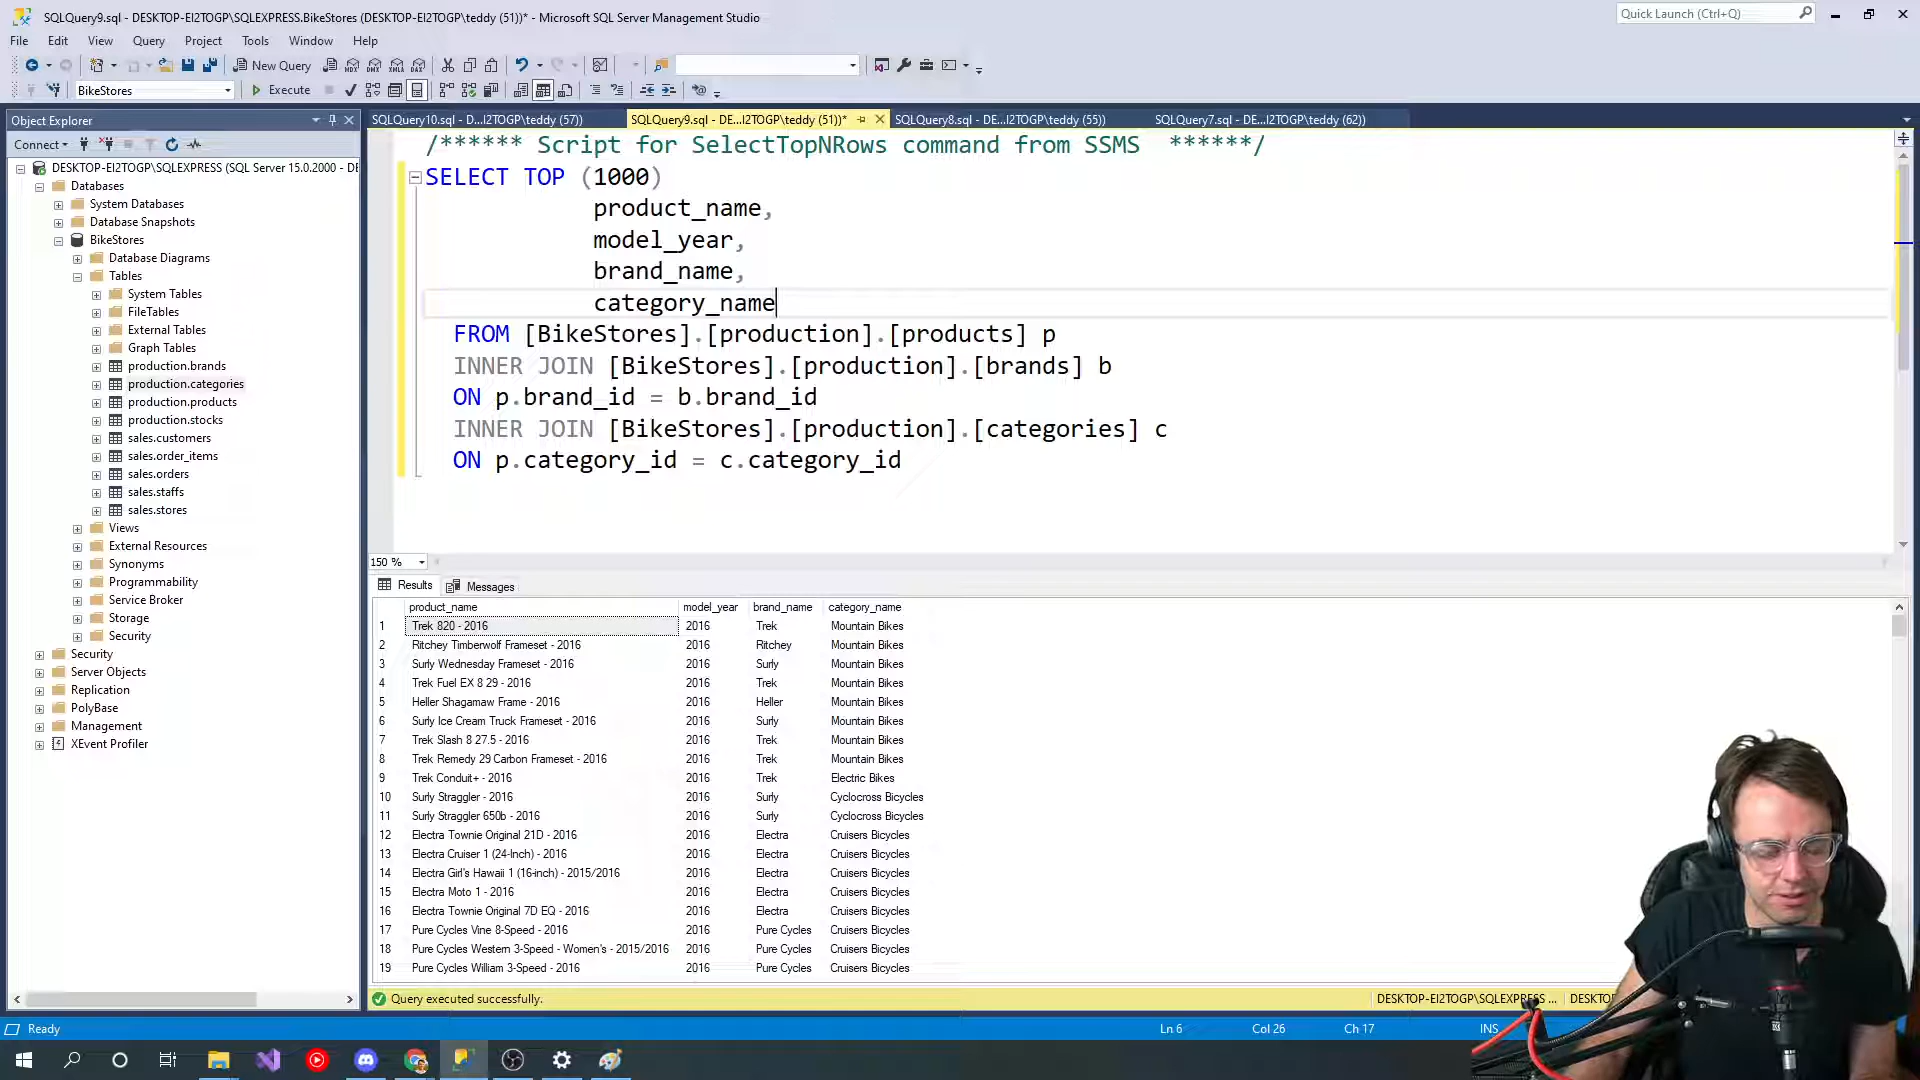 SQLQuery9.sql - DESKTOP-EI2TOGP\SQLEXPRESS.BikeStores (DESKTOP-EI2TOGP\teddy (51))* - Microsoft SQL Server Management Studio
Quick Launch (Ctrl+Q)
File Edit View Query Project Tools Window Help
New Query
MDX DMX XMLA DAX
BikeStores
Execute
Object Explorer
SQLQuery10.sql - D...I2TOGP\teddy (57))
SQLQuery9.sql - DE...I2TOGP\teddy (51))*
SQLQuery8.sql - DE...I2TOGP\teddy (55))
SQLQuery7.sql - DE...I2TOGP\teddy (62))
Connect
DESKTOP-EI2TOGP\SQLEXPRESS (SQL Server 15.0.2000 - DE
Databases
System Databases
Database Snapshots
BikeStores
Database Diagrams
Tables
System Tables
FileTables
External Tables
Graph Tables
production.brands
production.categories
production.products
production.stocks
sales.customers
sales.order_items
sales.orders
sales.staffs
sales.stores
Views
External Resources
Synonyms
Programmability
Service Broker
Storage
Security
Security
Server Objects
Replication
PolyBase
Management
XEvent Profiler
/****** Script for SelectTopNRows command from SSMS ******/
SELECT TOP (1000)
product_name,
model_year,
brand_name,
category_name
FROM [BikeStores].[production].[products] p
INNER JOIN [BikeStores].[production].[brands] b
ON p.brand_id = b.brand_id
INNER JOIN [BikeStores].[production].[categories] c
ON p.category_id = c.category_id
150 %
Results Messages
product_name model_year brand_name category_name
1 Trek 820 - 2016 2016 Trek Mountain Bikes
2 Ritchey Timberwolf Frameset - 2016 2016 Ritchey Mountain Bikes
3 Surly Wednesday Frameset - 2016 2016 Surly Mountain Bikes
4 Trek Fuel EX 8 29 - 2016 2016 Trek Mountain Bikes
5 Heller Shagamaw Frame - 2016 2016 Heller Mountain Bikes
6 Surly Ice Cream Truck Frameset - 2016 2016 Surly Mountain Bikes
7 Trek Slash 8 27.5 - 2016 2016 Trek Mountain Bikes
8 Trek Remedy 29 Carbon Frameset - 2016 2016 Trek Mountain Bikes
9 Trek Conduit+ - 2016 2016 Trek Electric Bikes
10 Surly Straggler - 2016 2016 Surly Cyclocross Bicycles
11 Surly Straggler 650b - 2016 2016 Surly Cyclocross Bicycles
12 Electra Townie Original 21D - 2016 2016 Electra Cruisers Bicycles
13 Electra Cruiser 1 (24-Inch) - 2016 2016 Electra Cruisers Bicycles
14 Electra Girl's Hawaii 1 (16-inch) - 2015/2016 2016 Electra Cruisers Bicycles
15 Electra Moto 1 - 2016 2016 Electra Cruisers Bicycles
16 Electra Townie Original 7D EQ - 2016 2016 Electra Cruisers Bicycles
17 Pure Cycles Vine 8-Speed - 2016 2016 Pure Cycles Cruisers Bicycles
18 Pure Cycles Western 3-Speed - Women's - 2015/2016 2016 Pure Cycles Cruisers Bicycles
19 Pure Cycles William 3-Speed - 2016 2016 Pure Cycles Cruisers Bicycles
Query executed successfully.
DESKTOP-EI2TOGP\SQLEXPRESS ... DESKTO
Ready
Ln 6 Col 26 Ch 17 INS